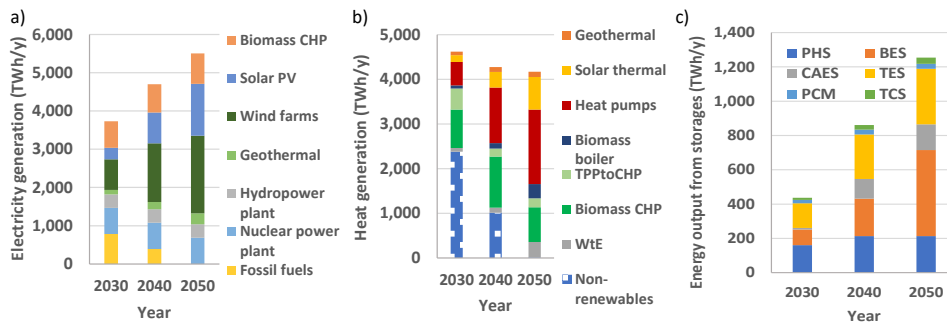 a)
Electricity generation (TWh/y)
6,000
5,000
4,000
3,000
2,000
1,000
0
2030 2040 2050
Year
Biomass CHP
Solar PV
Wind farms
Geothermal
Hydropower
plant
Nuclear power
plant
Fossil fuels
b)
Heat generation (TWh/y)
5,000
4,000
3,000
2,000
1,000
0
2030 2040 2050
Year
Geothermal
Solar thermal
Heat pumps
Biomass
boiler
TPPtoCHP
Biomass CHP
WtE
Non-
renewables
c)
Energy output from storages (TWh/y)
1,400
1,200
1,000
800
600
400
200
0
PHS BES
CAES TES
PCM TCS
2030 2040 2050
Year